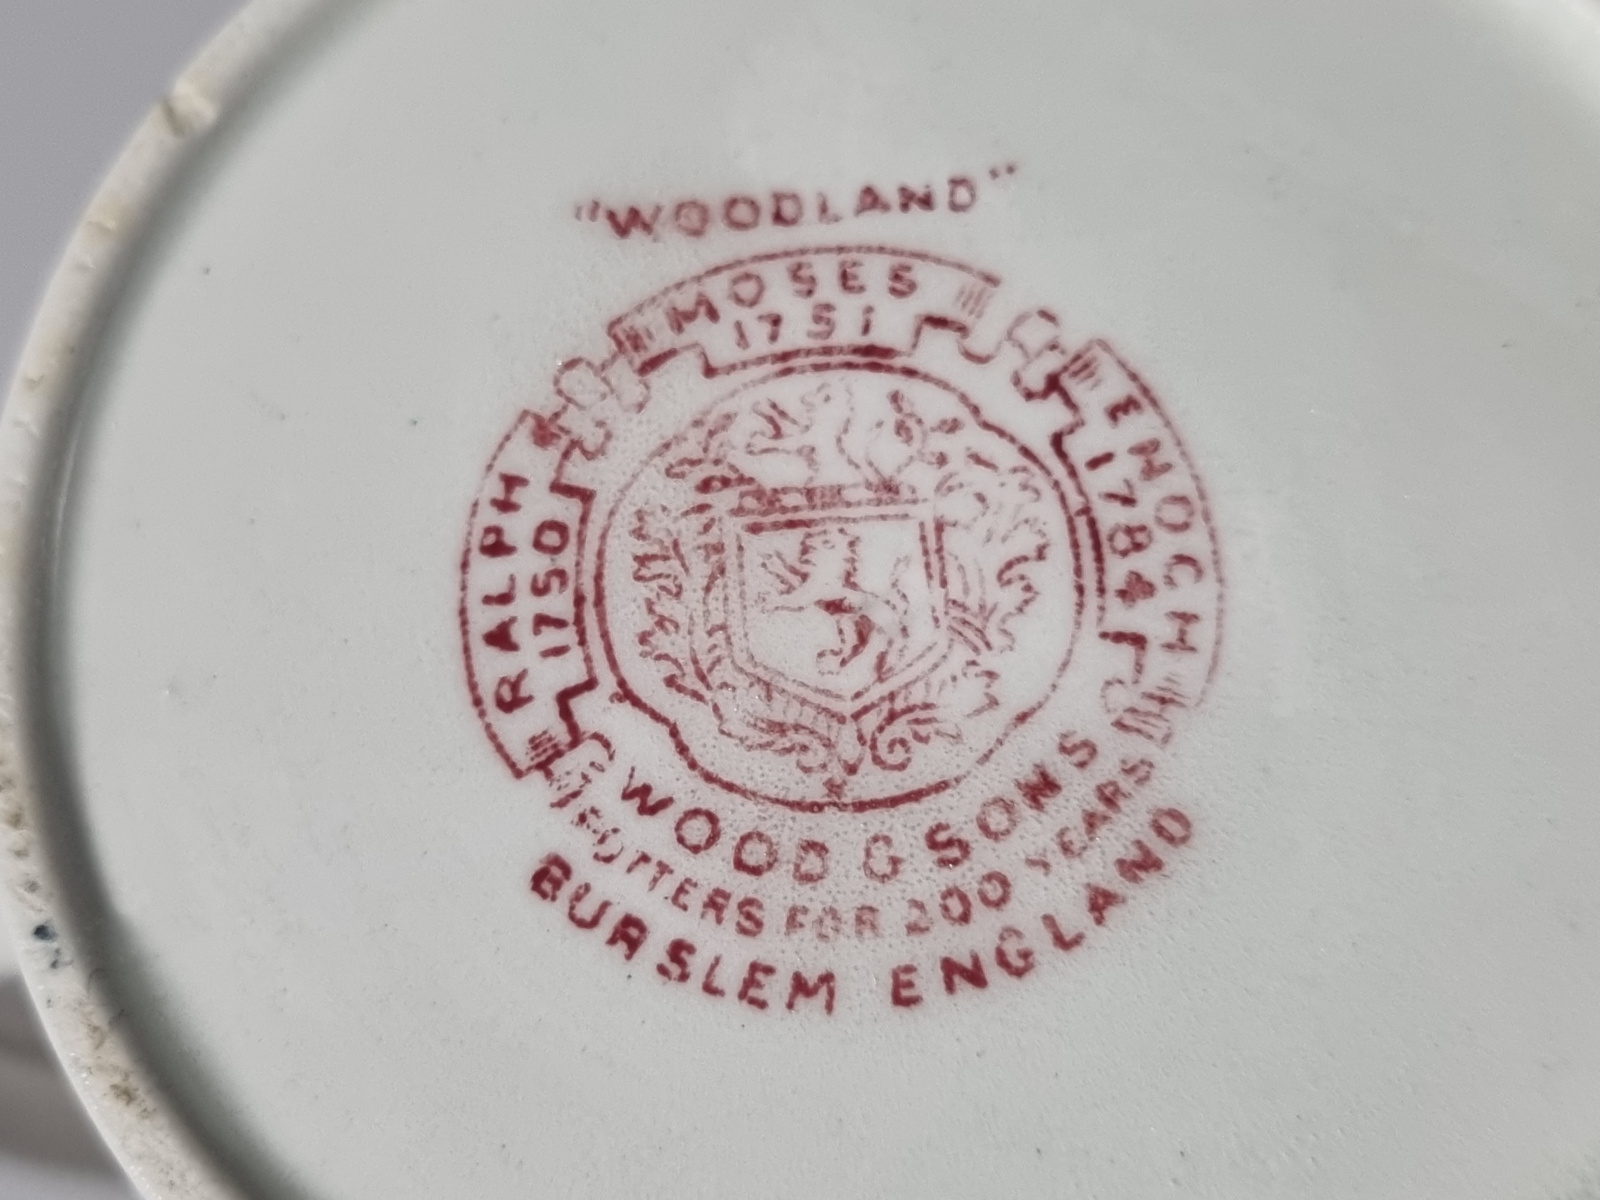 "WOODLAND"
MOSES
1751
RALPH
1750
ENOCH
1784
WOOD & SONS
POTTERS FOR 200 YEARS
BURSLEM ENGLAND